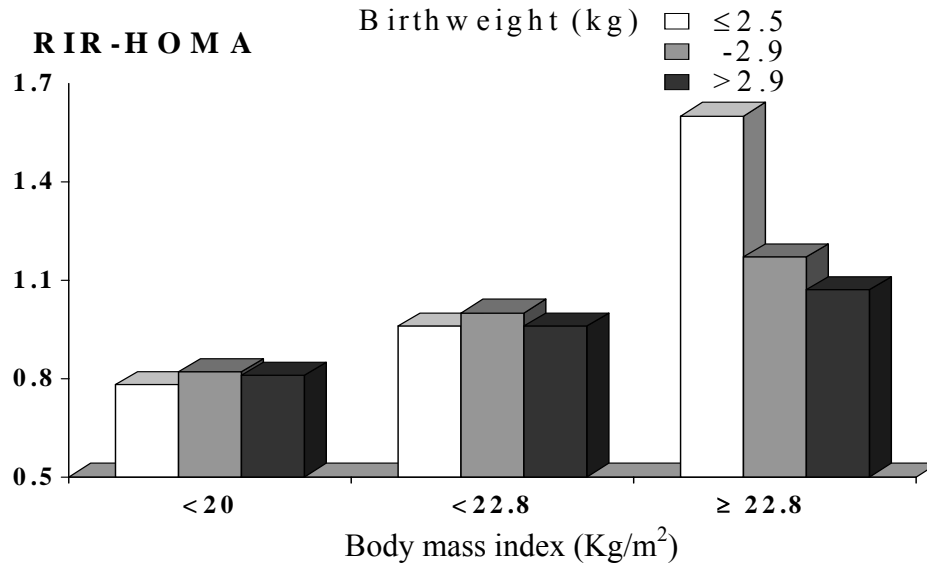 Birthweight (kg)
≤2.5
-2.9
>2.9
RIR-HOMA
1.7
1.4
1.1
0.8
0.5
<20 <22.8 ≥ 22.8
Body mass index (Kg/m²)